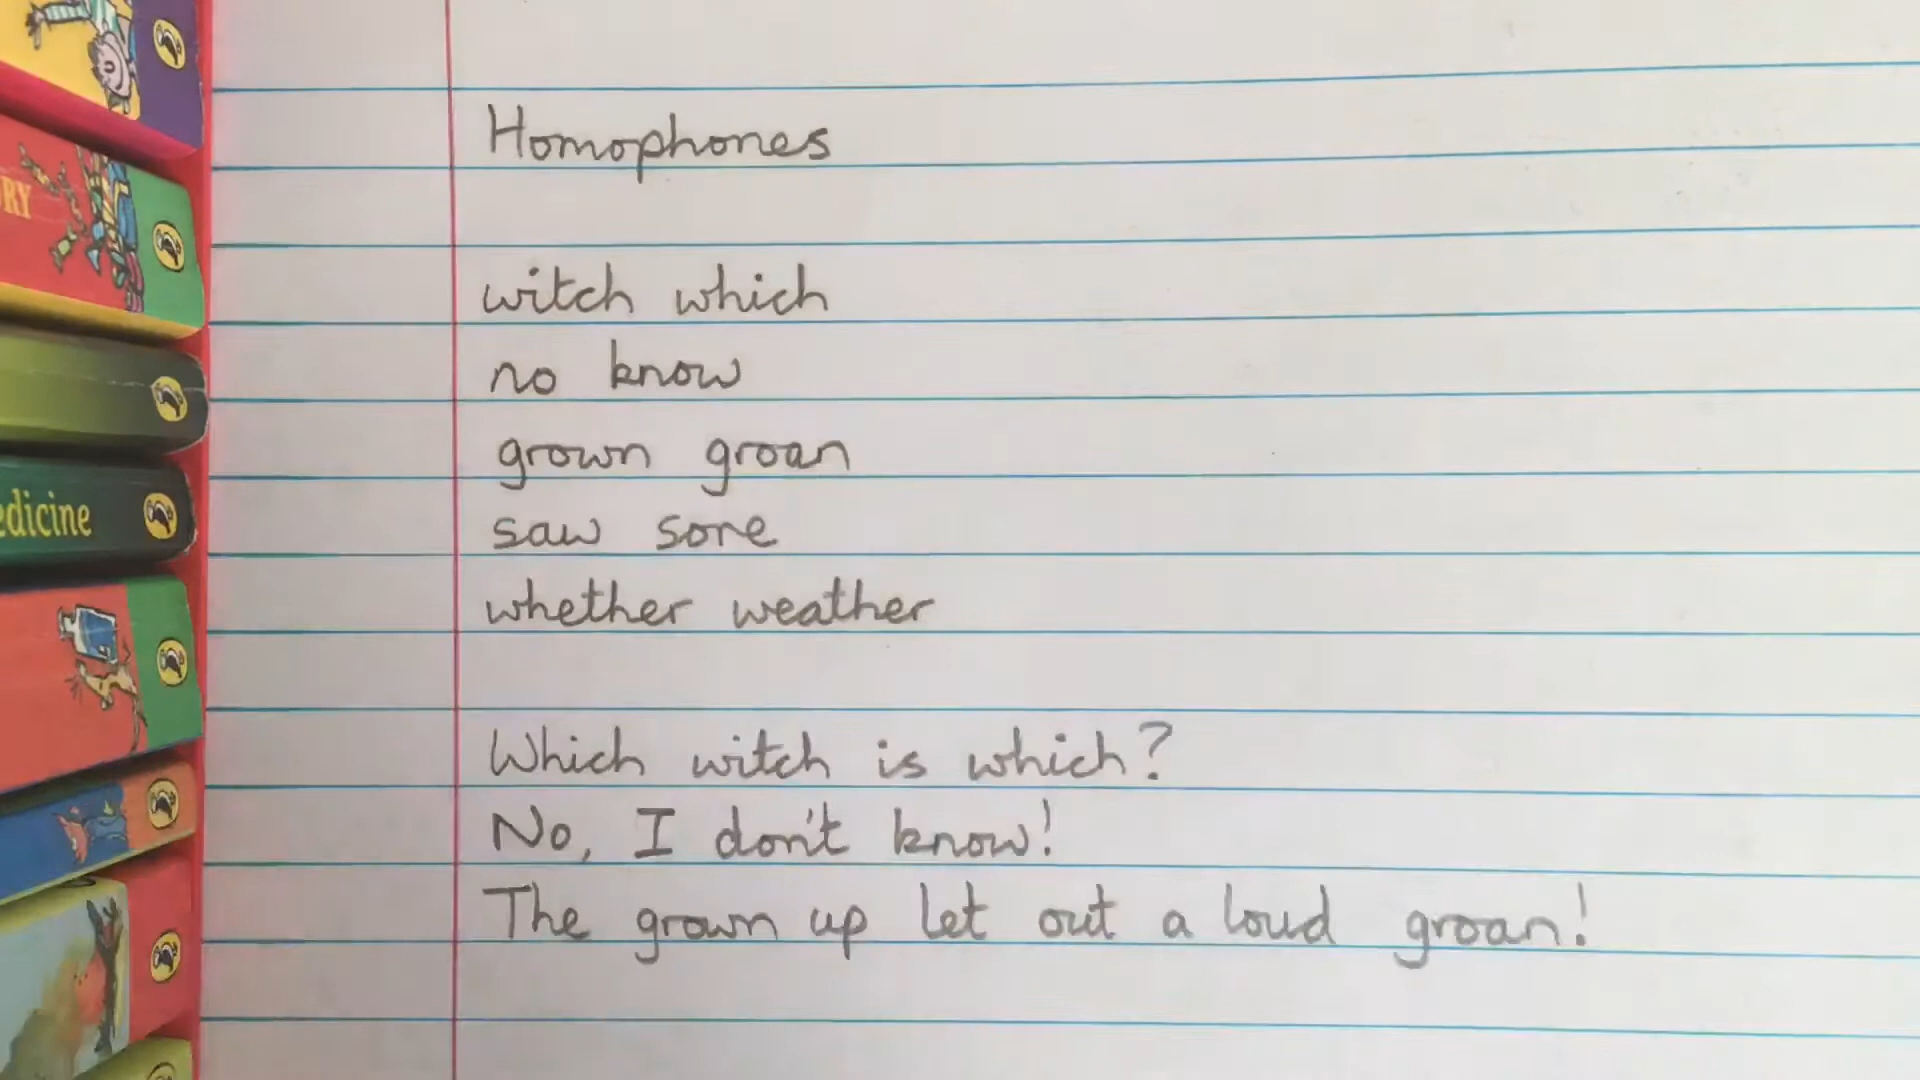 RY
edicine
Homophones
witch which
no know
grown groan
saw sore
whether weather
Which witch is which?
No, I don't know!
The grown up let out a loud groan!